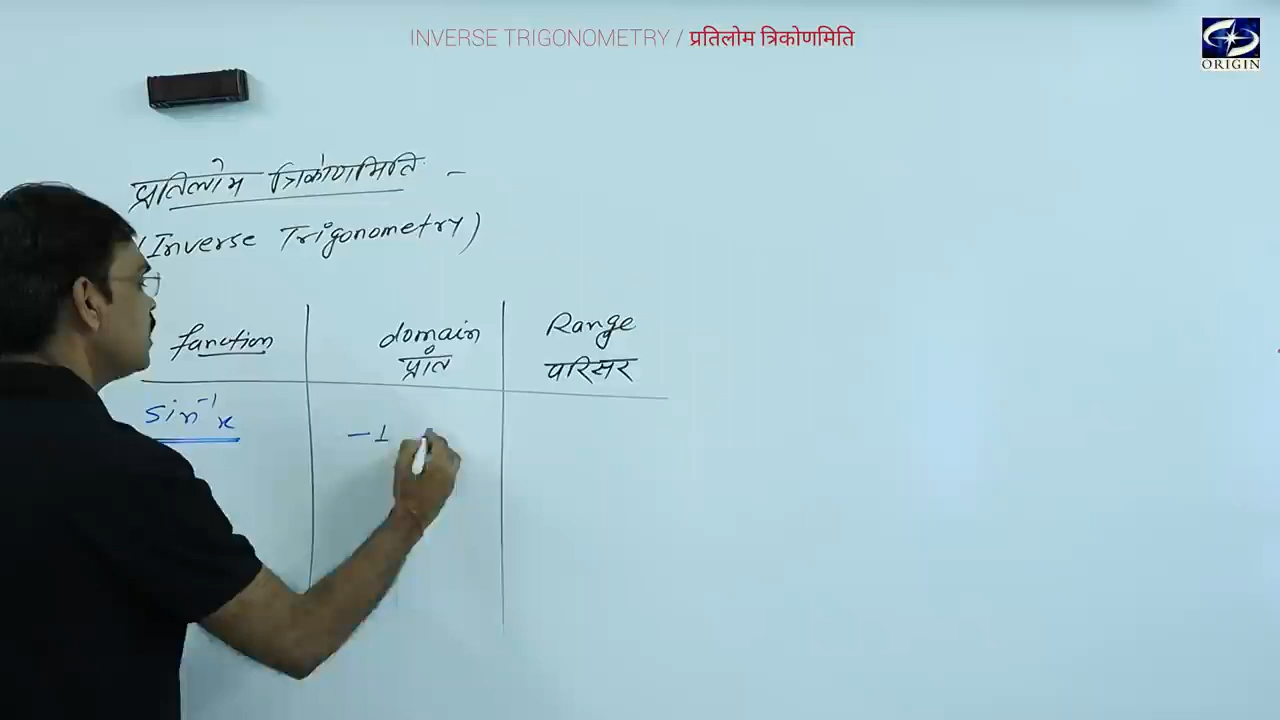 INVERSE TRIGONOMETRY / प्रतिलोम त्रिकोणमिति
ORIGIN
प्रतिलोम त्रिकोणमिति -
(Inverse Trigonometry)
function domain Range
प्रांत परिसर
sin⁻¹x -1